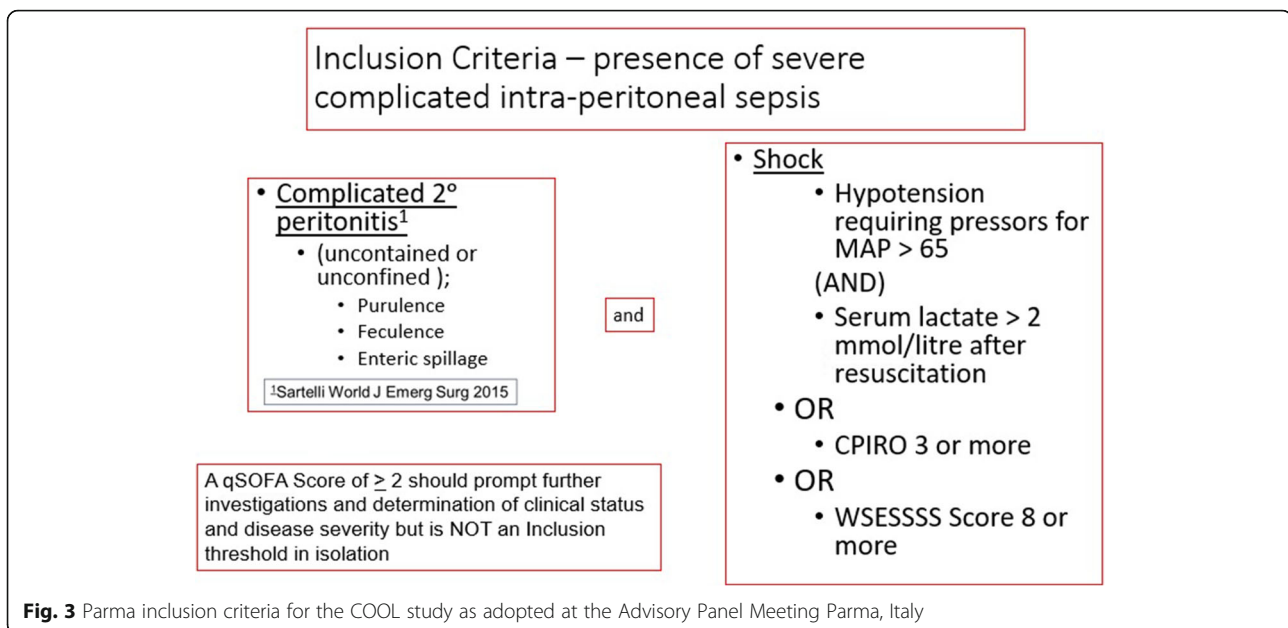 Inclusion Criteria – presence of severe
complicated intra-peritoneal sepsis
• Complicated 2°
peritonitis1
• (uncontained or
unconfined );
• Purulence
• Feculence
• Enteric spillage
1Sartelli World J Emerg Surg 2015
and
• Shock
• Hypotension
requiring pressors for
MAP > 65
(AND)
• Serum lactate > 2
mmol/litre after
resuscitation
• OR
• CPIRO 3 or more
• OR
• WSESSSS Score 8 or
more
A qSOFA Score of ≥ 2 should prompt further
investigations and determination of clinical status
and disease severity but is NOT an Inclusion
threshold in isolation
Fig. 3 Parma inclusion criteria for the COOL study as adopted at the Advisory Panel Meeting Parma, Italy